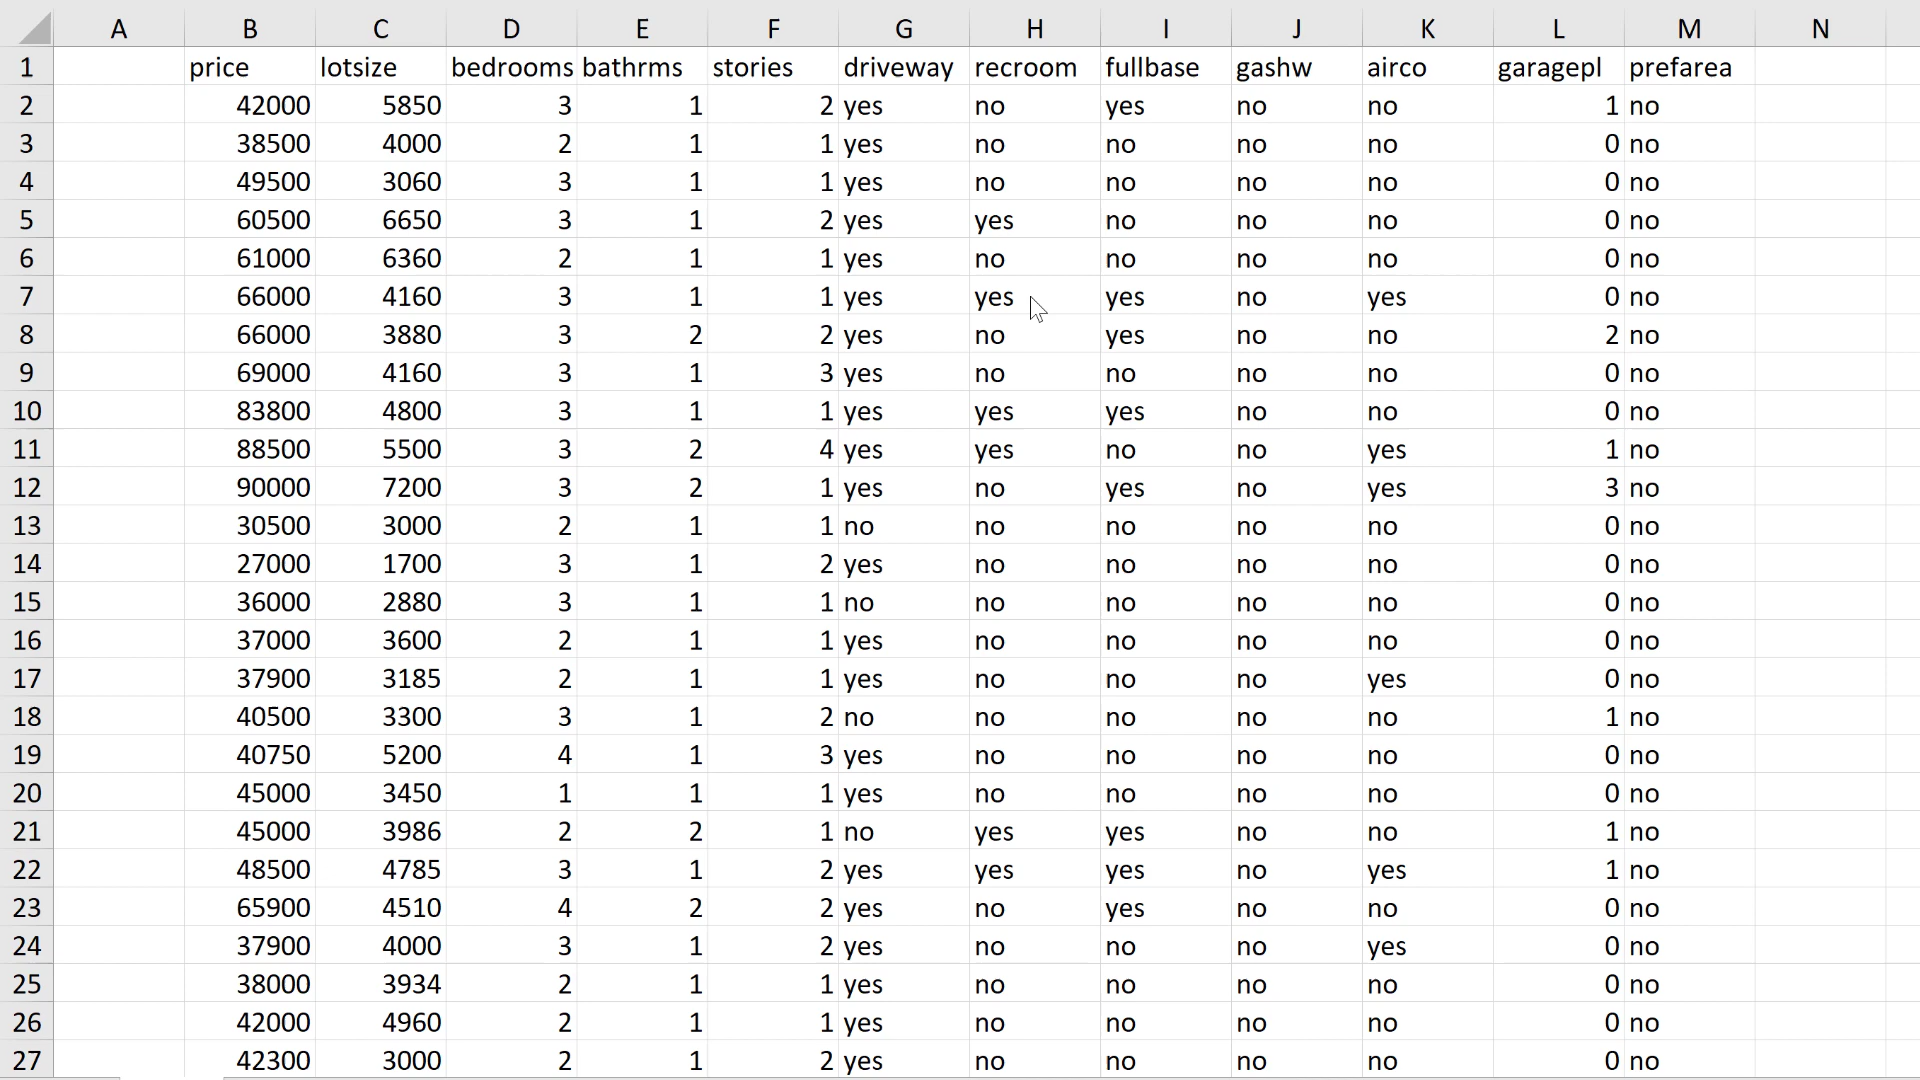 A B C D E F G H I J K L M N
1 price lotsize bedrooms bathrms stories driveway recroom fullbase gashw airco garagepl prefarea
2 42000 5850 3 1 2 yes no yes no no 1 no
3 38500 4000 2 1 1 yes no no no no 0 no
4 49500 3060 3 1 1 yes no no no no 0 no
5 60500 6650 3 1 2 yes yes no no no 0 no
6 61000 6360 2 1 1 yes no no no no 0 no
7 66000 4160 3 1 1 yes yes yes no yes 0 no
8 66000 3880 3 2 2 yes no yes no no 2 no
9 69000 4160 3 1 3 yes no no no no 0 no
10 83800 4800 3 1 1 yes yes yes no no 0 no
11 88500 5500 3 2 4 yes yes no no yes 1 no
12 90000 7200 3 2 1 yes no yes no yes 3 no
13 30500 3000 2 1 1 no no no no no 0 no
14 27000 1700 3 1 2 yes no no no no 0 no
15 36000 2880 3 1 1 no no no no no 0 no
16 37000 3600 2 1 1 yes no no no no 0 no
17 37900 3185 2 1 1 yes no no no yes 0 no
18 40500 3300 3 1 2 no no no no no 1 no
19 40750 5200 4 1 3 yes no no no no 0 no
20 45000 3450 1 1 1 yes no no no no 0 no
21 45000 3986 2 2 1 no yes yes no no 1 no
22 48500 4785 3 1 2 yes yes yes no yes 1 no
23 65900 4510 4 2 2 yes no yes no no 0 no
24 37900 4000 3 1 2 yes no no no yes 0 no
25 38000 3934 2 1 1 yes no no no no 0 no
26 42000 4960 2 1 1 yes no no no no 0 no
27 42300 3000 2 1 2 yes no no no no 0 no